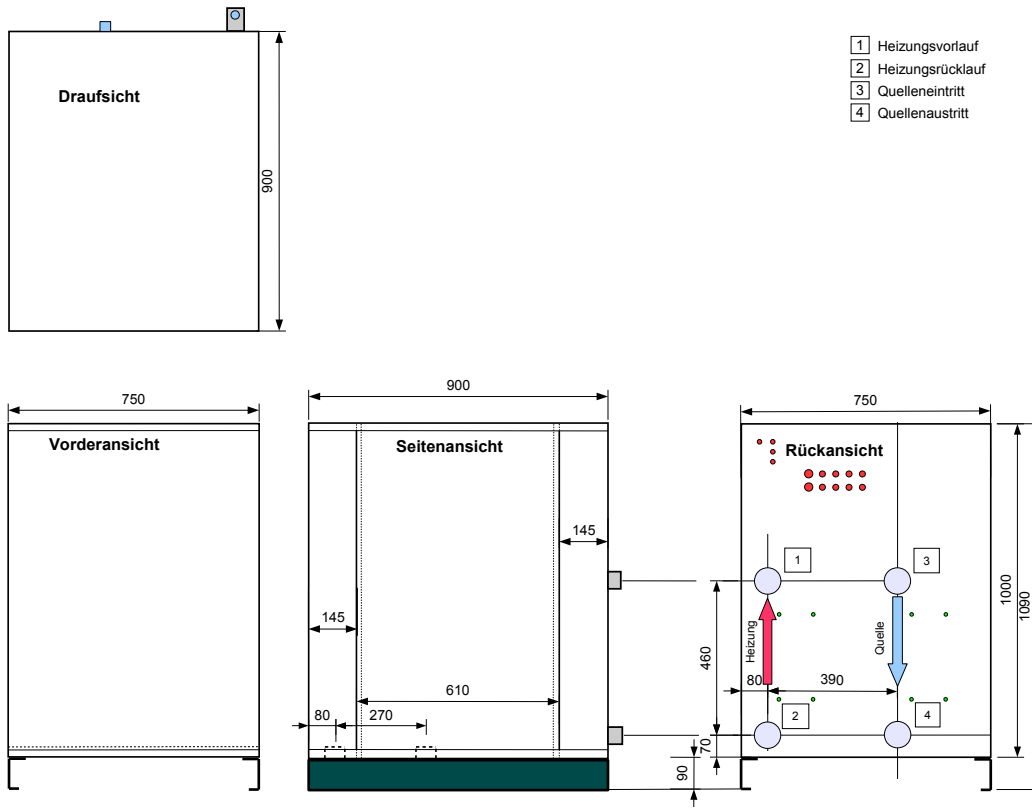 Draufsicht
900
1 Heizungsvorlauf
2 Heizungsrücklauf
3 Quelleneintritt
4 Quellenaustritt
750
Vorderansicht
900
Seitenansicht
145
145
610
80
270
750
Rückansicht
1
3
Heizung
Quelle
460
80
390
2
4
70
90
1000
1090